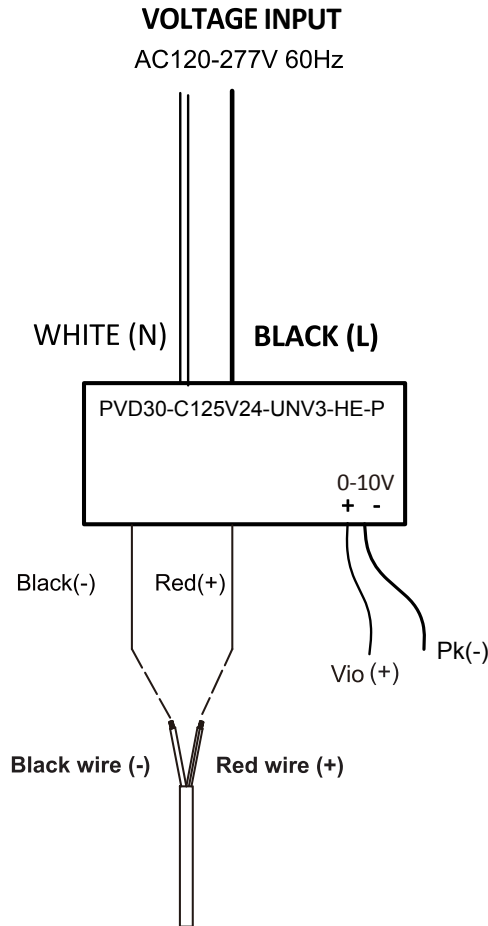 VOLTAGE INPUT
AC120-277V 60Hz
WHITE (N)
BLACK (L)
PVD30-C125V24-UNV3-HE-P
0-10V
+ -
Black(-)
Red(+)
Pk(-)
Vio (+)
Black wire (-)
Red wire (+)